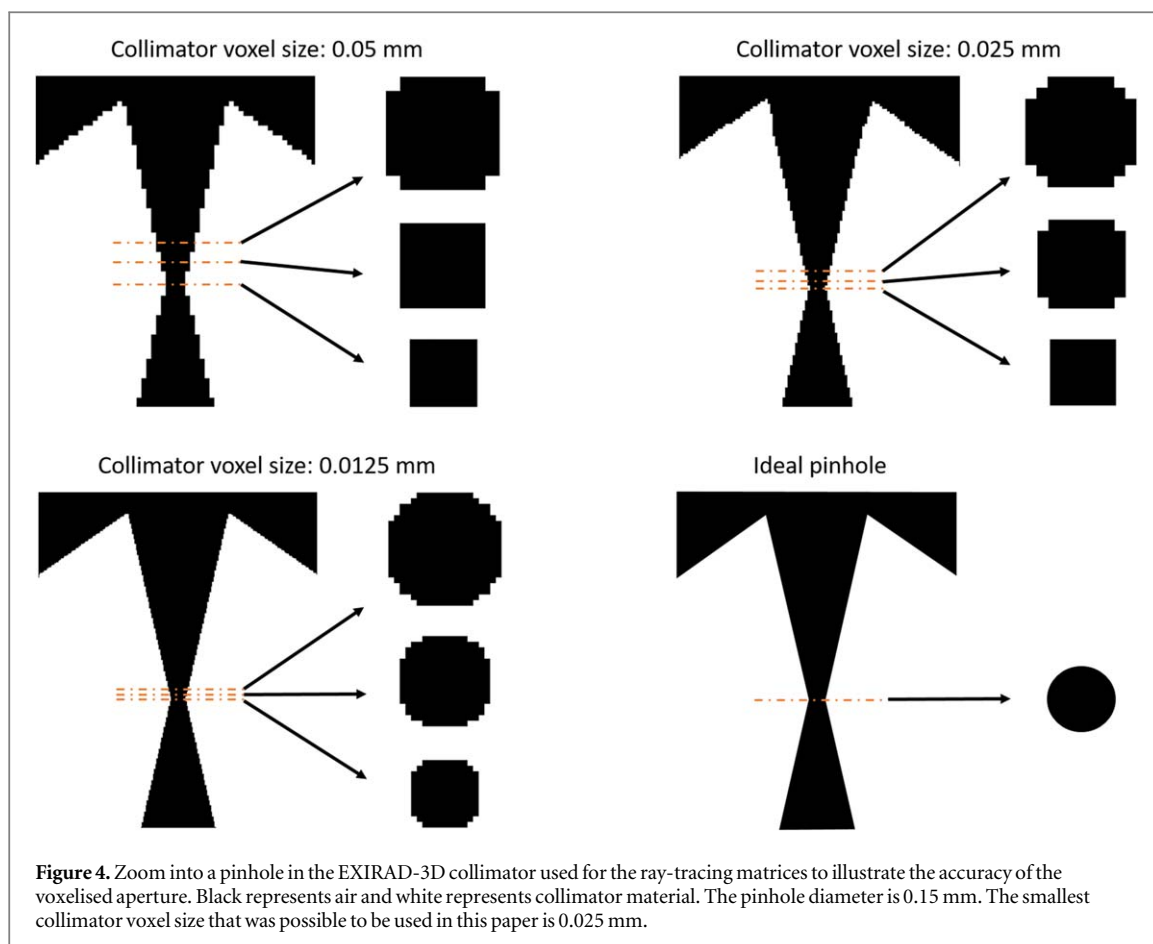 Collimator voxel size: 0.05 mm
Collimator voxel size: 0.025 mm
Collimator voxel size: 0.0125 mm
Ideal pinhole
Figure 4. Zoom into a pinhole in the EXIRAD-3D collimator used for the ray-tracing matrices to illustrate the accuracy of the
voxelised aperture. Black represents air and white represents collimator material. The pinhole diameter is 0.15 mm. The smallest
collimator voxel size that was possible to be used in this paper is 0.025 mm.